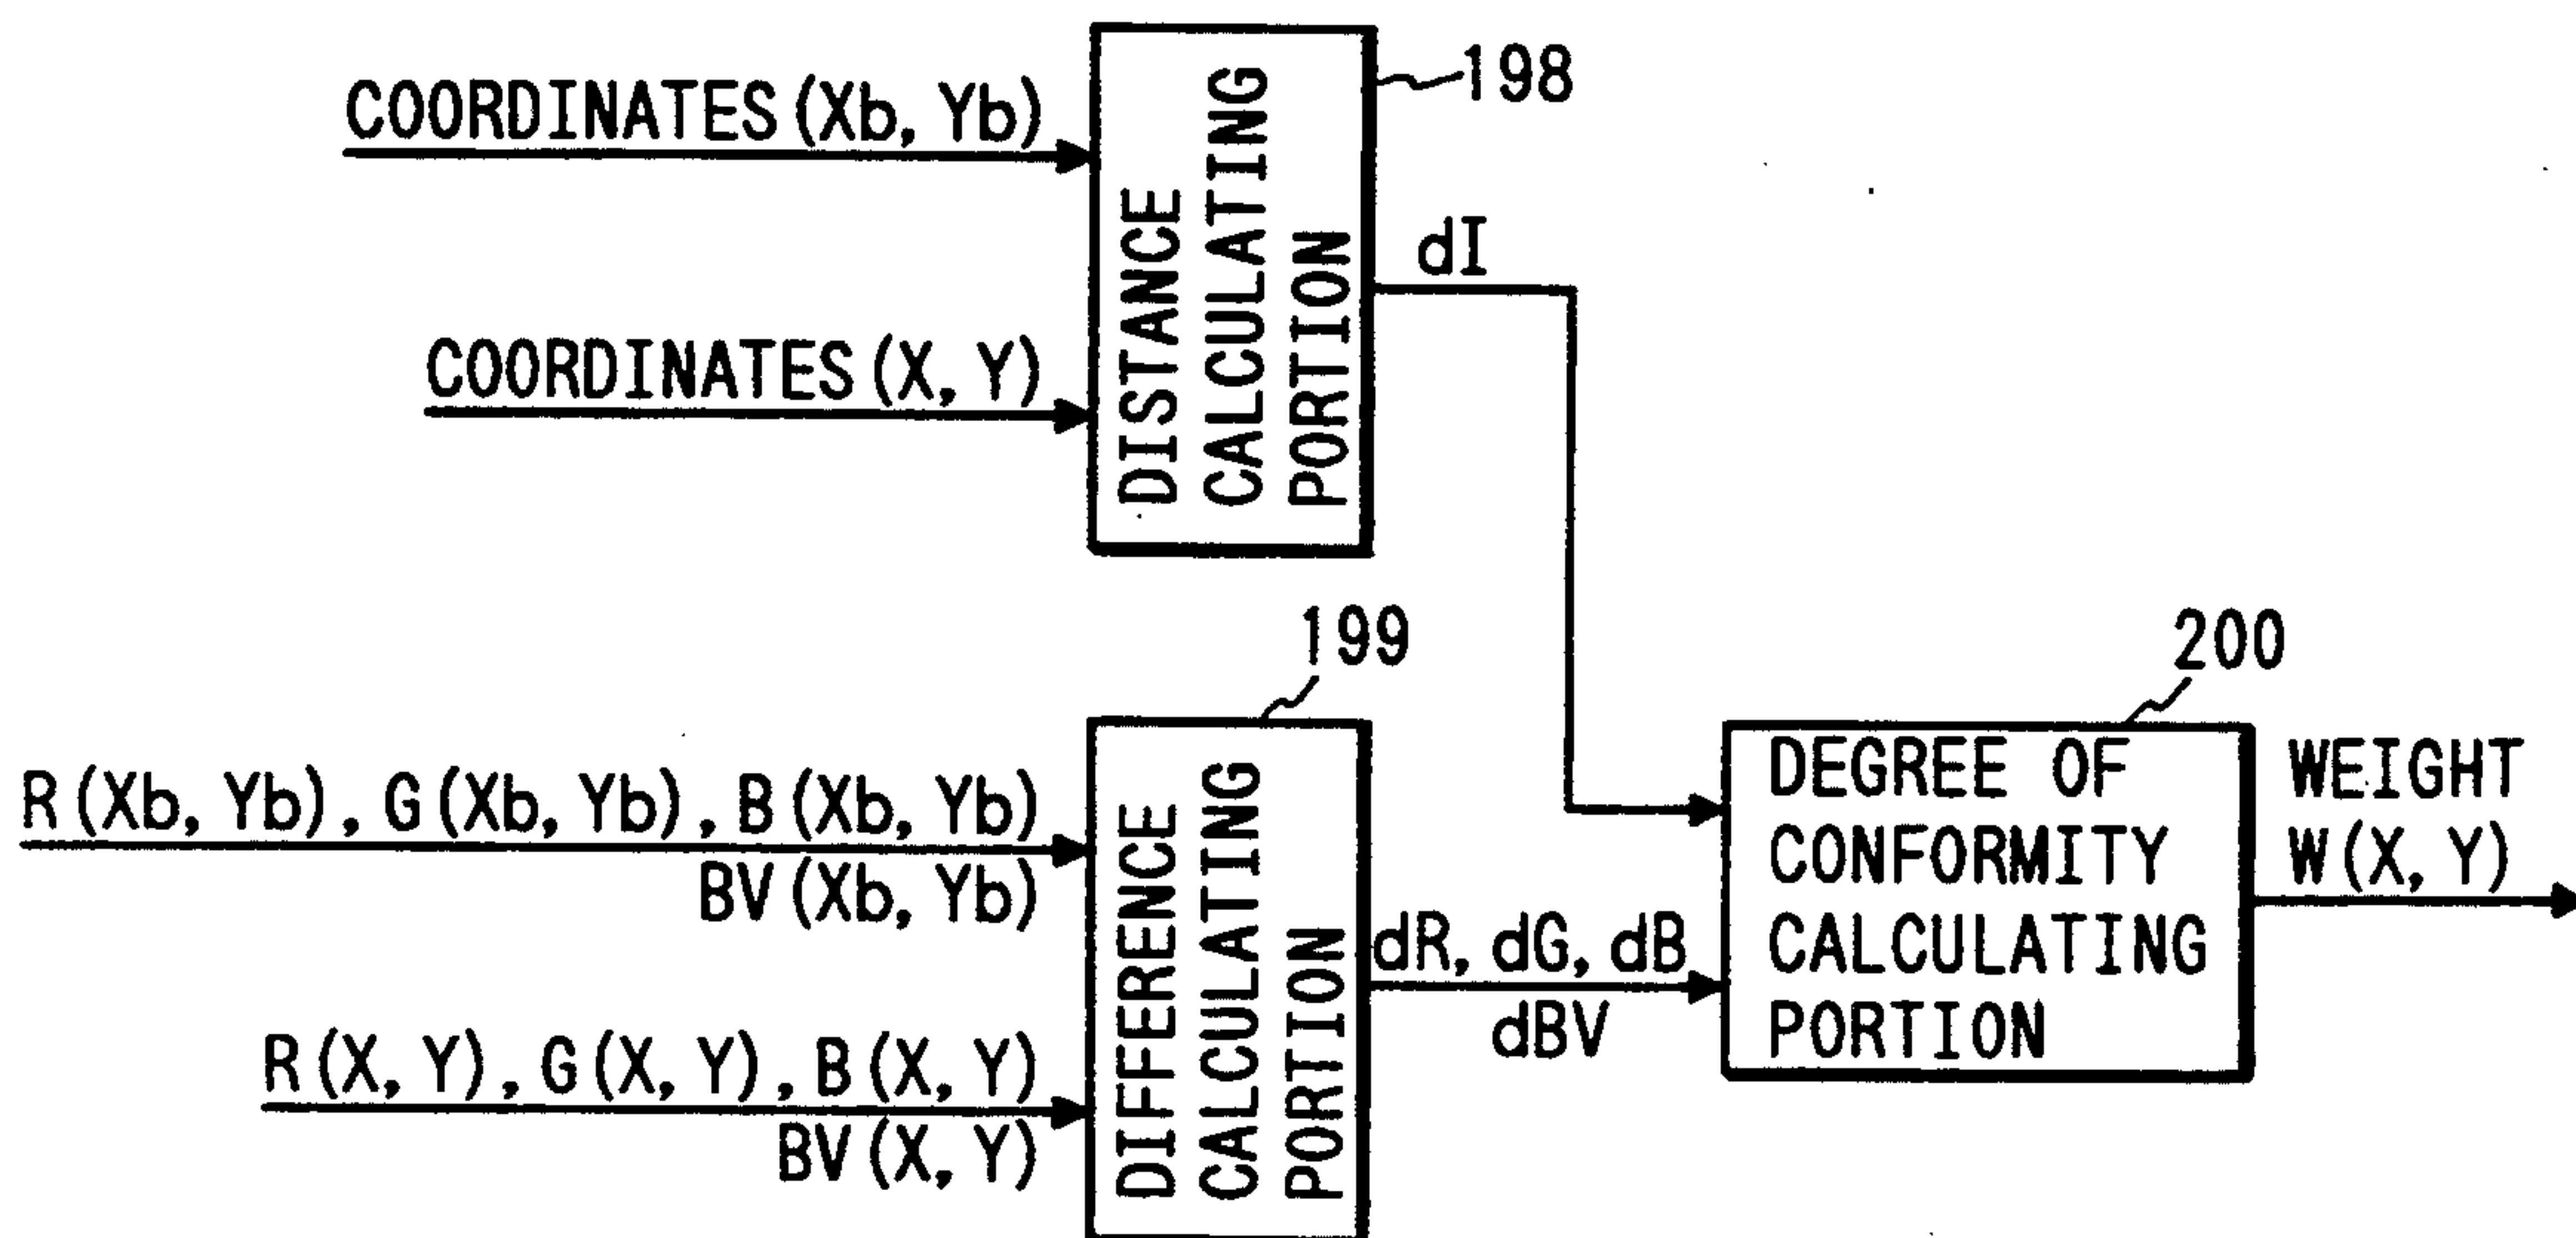 198
COORDINATES(Xb, Yb)
COORDINATES(X, Y)
DISTANCE
CALCULATING
PORTION
dI
199
R(Xb, Yb), G(Xb, Yb), B(Xb, Yb)
BV(Xb, Yb)
R(X, Y), G(X, Y), B(X, Y)
BV(X, Y)
DIFFERENCE
CALCULATING
PORTION
dR, dG, dB
dBV
200
DEGREE OF
CONFORMITY
CALCULATING
PORTION
WEIGHT
W(X, Y)